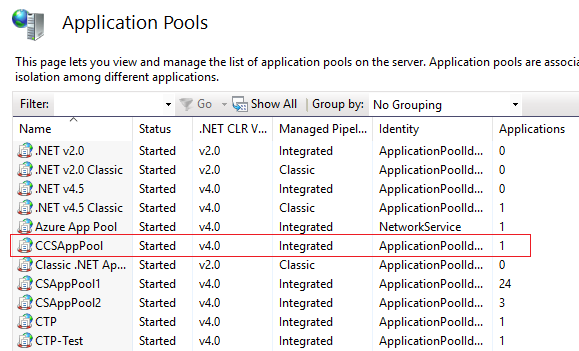 Application Pools
This page lets you view and manage the list of application pools on the server. Application pools are associa
isolation among different applications.
Filter: Go Show All Group by: No Grouping
Name Status .NET CLR V... Managed Pipel... Identity Applications
.NET v2.0 Started v2.0 Integrated ApplicationPoolId... 0
.NET v2.0 Classic Started v2.0 Classic ApplicationPoolId... 0
.NET v4.5 Started v4.0 Integrated ApplicationPoolId... 0
.NET v4.5 Classic Started v4.0 Classic ApplicationPoolId... 1
Azure App Pool Started v4.0 Integrated NetworkService 1
CCSAppPool Started v4.0 Integrated ApplicationPoolId... 1
Classic .NET Ap... Started v2.0 Classic ApplicationPoolId... 0
CSAppPool1 Started v4.0 Integrated ApplicationPoolId... 24
CSAppPool2 Started v4.0 Integrated ApplicationPoolId... 3
CTP Started v4.0 Integrated ApplicationPoolId... 1
CTP-Test Started v4.0 Integrated ApplicationPoolId... 1